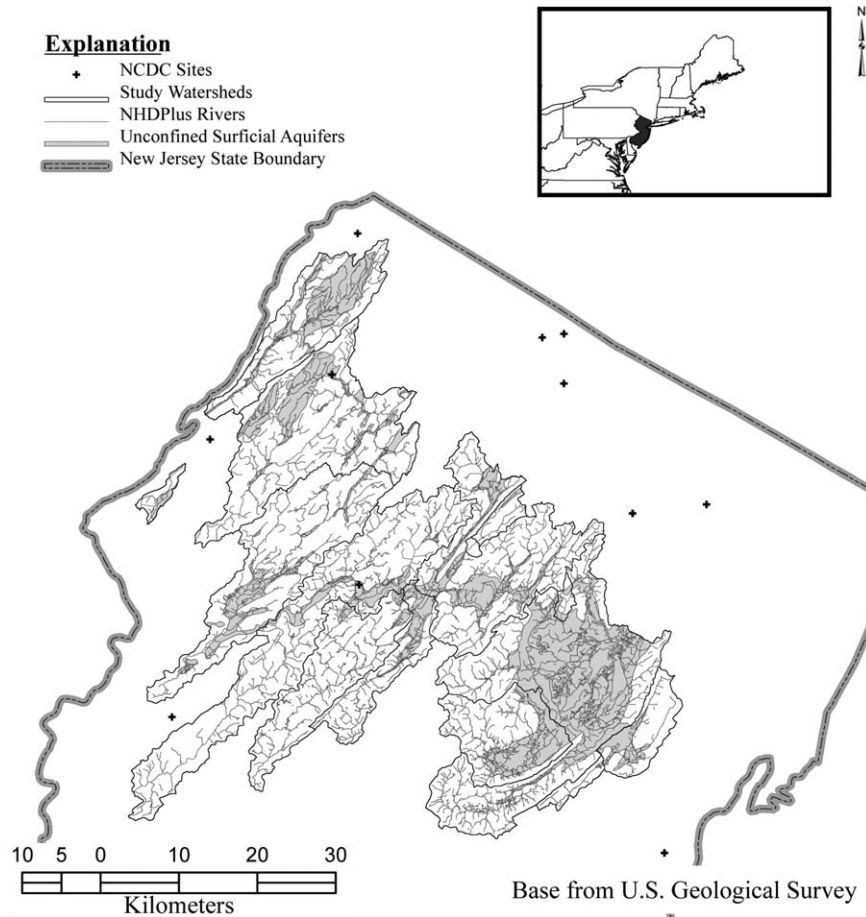 Explanation
NCDC Sites
Study Watersheds
NHDPlus Rivers
Unconfined Surficial Aquifers
New Jersey State Boundary
N
10 5 0 10 20 30
Kilometers
Base from U.S. Geological Survey